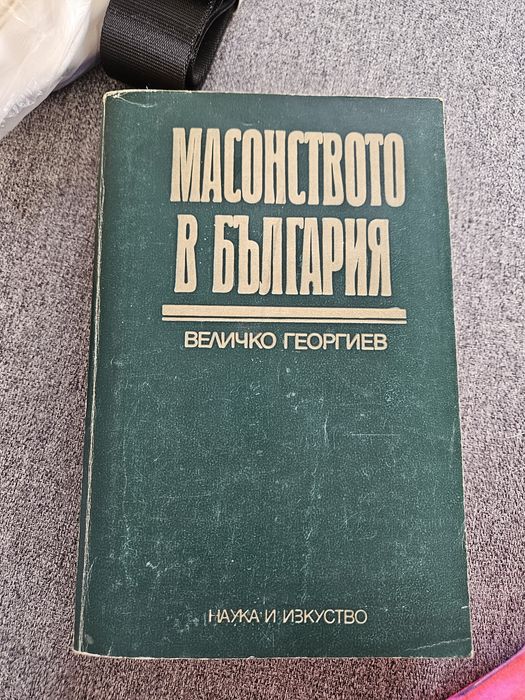 МАСОНСТВОТО
В БЪЛГАРИЯ
ВЕЛИЧКО ГЕОРГИЕВ
НАУКА И ИЗКУСТВО